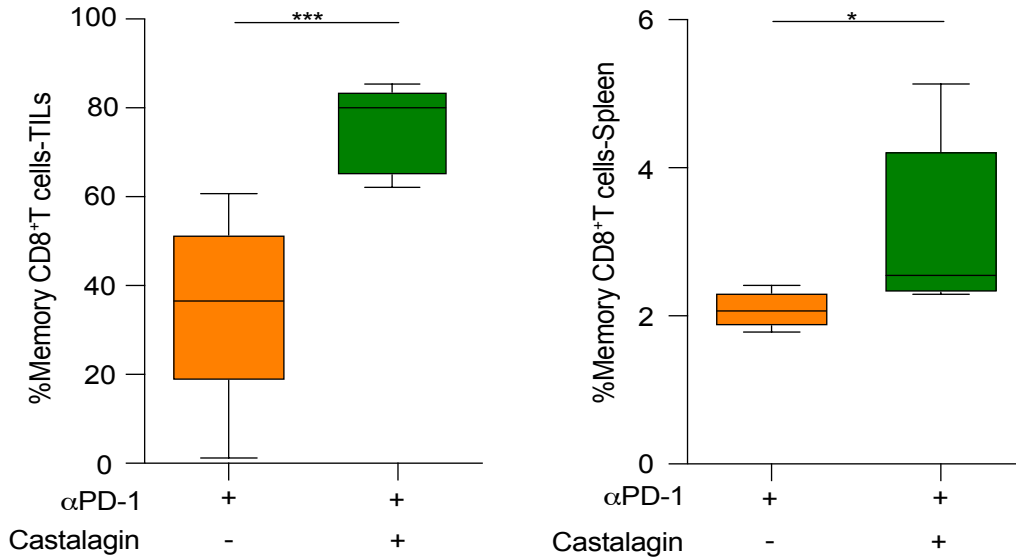 %Memory CD8⁺T cells-TILs
100
80
60
40
20
0
***
αPD-1 + +
Castalagin - +
%Memory CD8⁺T cells-Spleen
6
4
2
0
*
αPD-1 + +
Castalagin - +